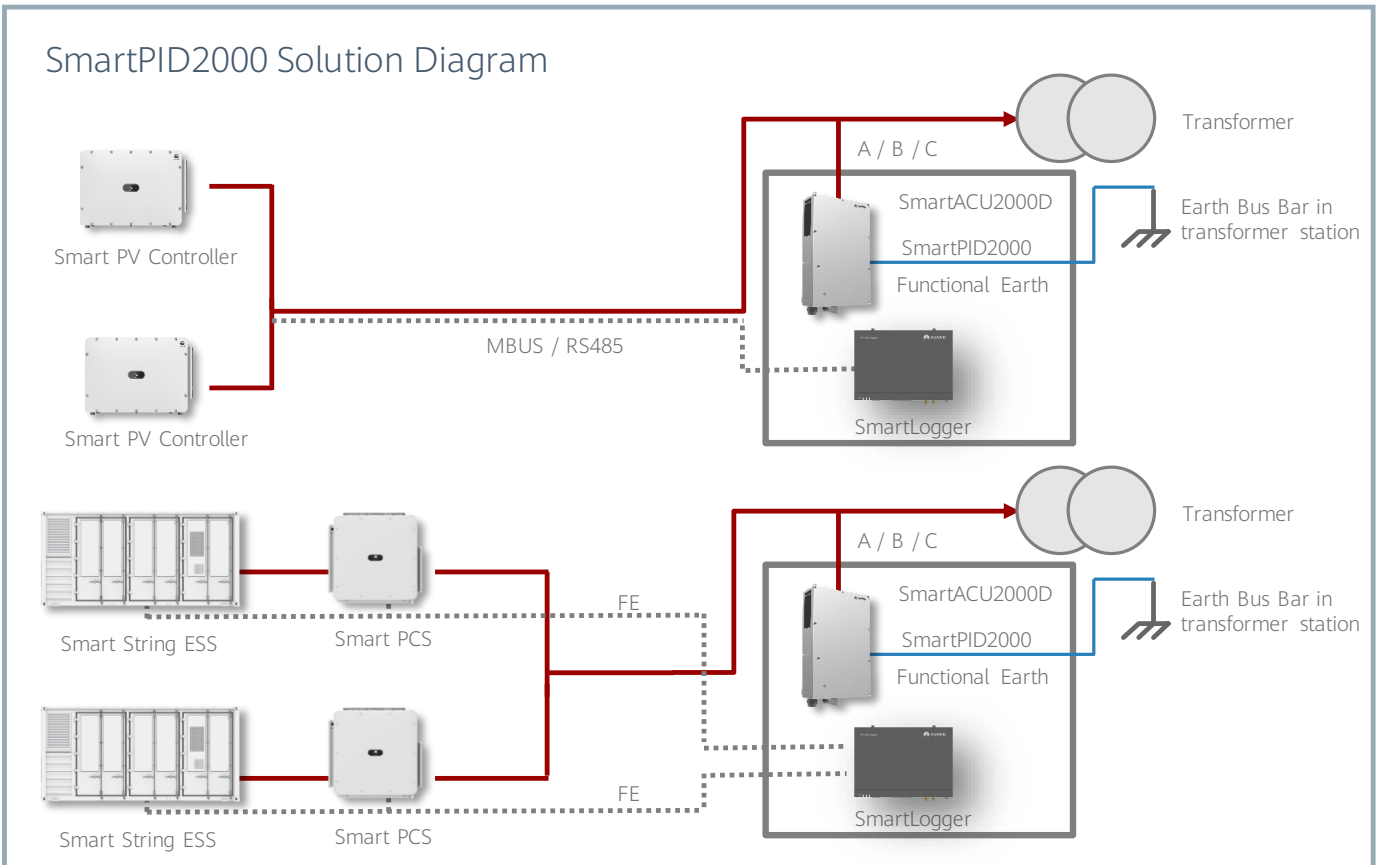 SmartPID2000 Solution Diagram
Transformer
A / B / C
Smart PV Controller
SmartACU2000D
Earth Bus Bar in
transformer station
SmartPID2000
Functional Earth
MBUS / RS485
HUAWEI
Smart PV Controller
SmartLogger
Transformer
A / B / C
SmartACU2000D
Earth Bus Bar in
transformer station
FE
SmartPID2000
Smart String ESS
Smart PCS
Functional Earth
HUAWEI
FE
SmartLogger
Smart String ESS
Smart PCS